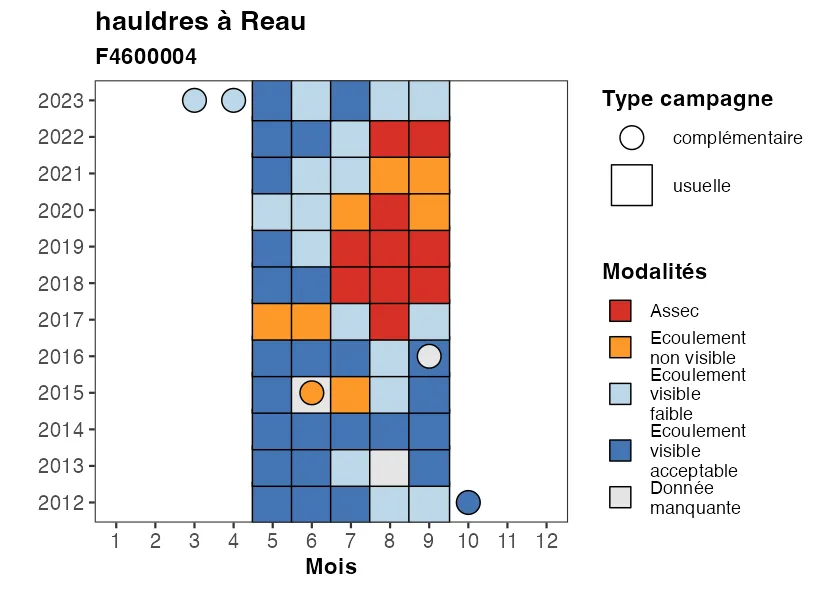 hauldres à Reau
F4600004
2023
2022
2021
2020
2019
2018
2017
2016
2015
2014
2013
2012
1 2 3 4 5 6 7 8 9 10 11 12
Mois
Type campagne
complémentaire
usuelle
Modalités
Assec
Ecoulement
non visible
Ecoulement
visible
faible
Ecoulement
visible
acceptable
Donnée
manquante